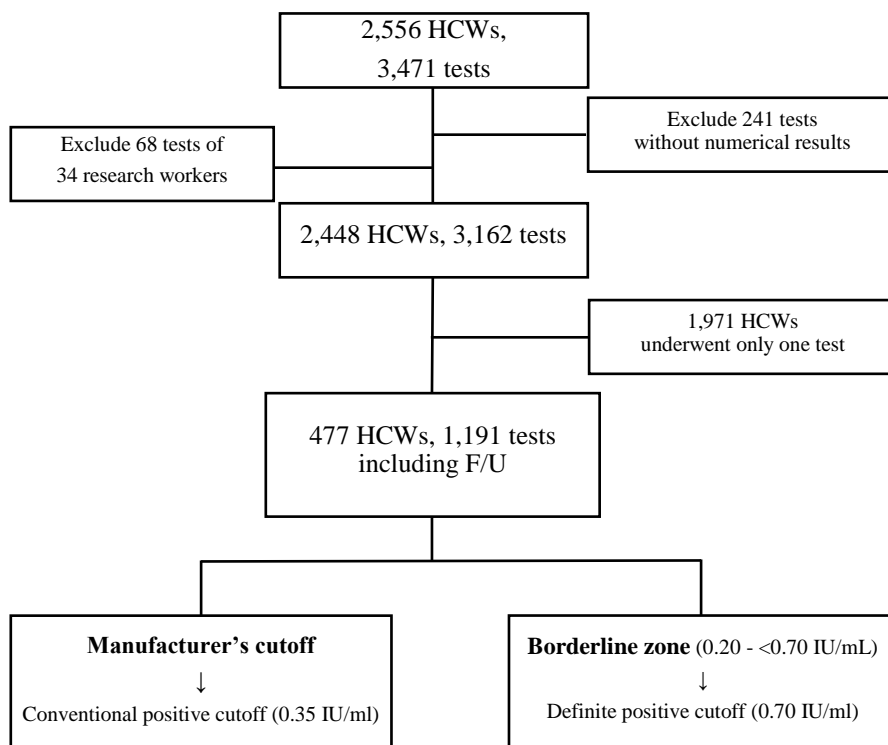 2,556 HCWs,
3,471 tests
Exclude 241 tests
without numerical results
Exclude 68 tests of
34 research workers
2,448 HCWs, 3,162 tests
1,971 HCWs
underwent only one test
477 HCWs, 1,191 tests
including F/U
Manufacturer's cutoff
↓
Conventional positive cutoff (0.35 IU/ml)
Borderline zone (0.20 - <0.70 IU/mL)
↓
Definite positive cutoff (0.70 IU/ml)